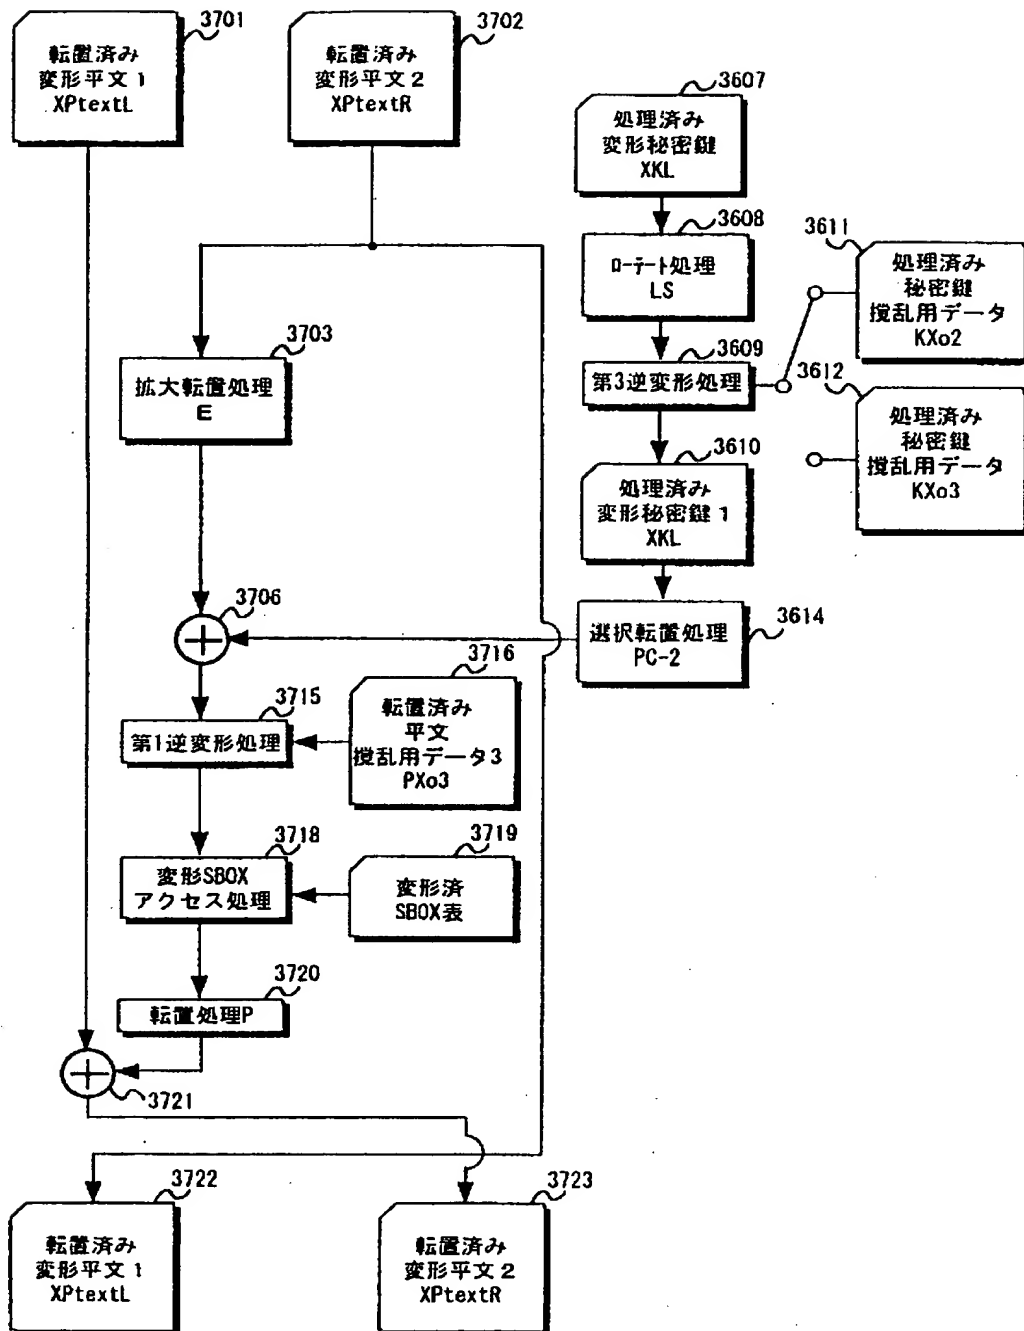 3701
転置済み
変形平文1
XPtextL
3702
転置済み
変形平文2
XPtextR
3607
処理済み
変形秘密鍵
XKL
3608
ローテート処理
LS
3611
処理済み
秘密鍵
撹乱用データ
KXo2
3609
第3逆変形処理
3612
処理済み
秘密鍵
撹乱用データ
KXo3
3703
拡大転置処理
E
3610
処理済み
変形秘密鍵1
XKL
3706
選択転置処理
PC-2
3614
3716
転置済み
平文
撹乱用データ3
PXo3
3715
第1逆変形処理
3718
変形SBOX
アクセス処理
3719
変形済
SBOX表
3720
転置処理P
3721
3722
転置済み
変形平文1
XPtextL
3723
転置済み
変形平文2
XPtextR